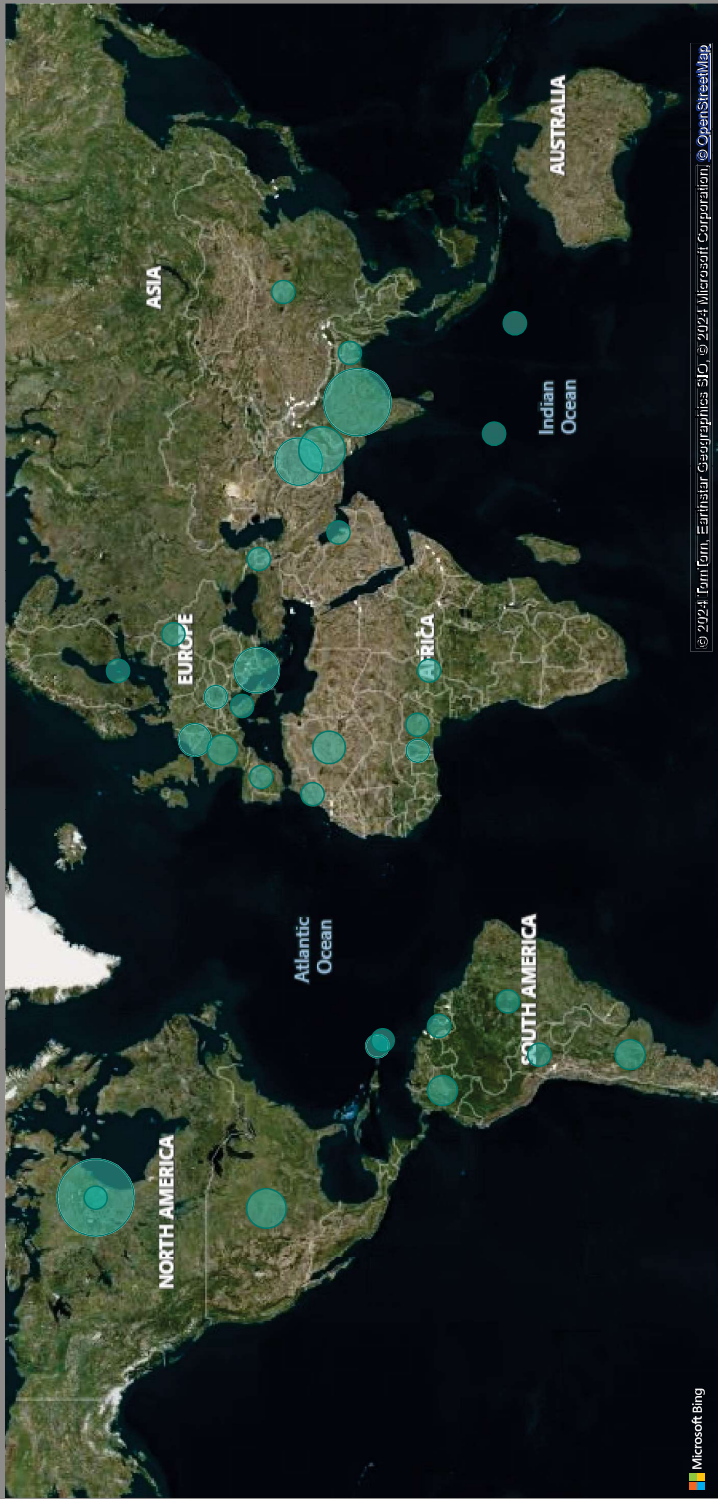 NORTH AMERICA
Atlantic
Ocean
SOUTH AMERICA
EUROPE
AFRICA
ASIA
Indian
Ocean
AUSTRALIA
Microsoft Bing
© 2024 TomTom, Earthstar Geographics SIO, © 2024 Microsoft Corporation, © OpenStreetMap